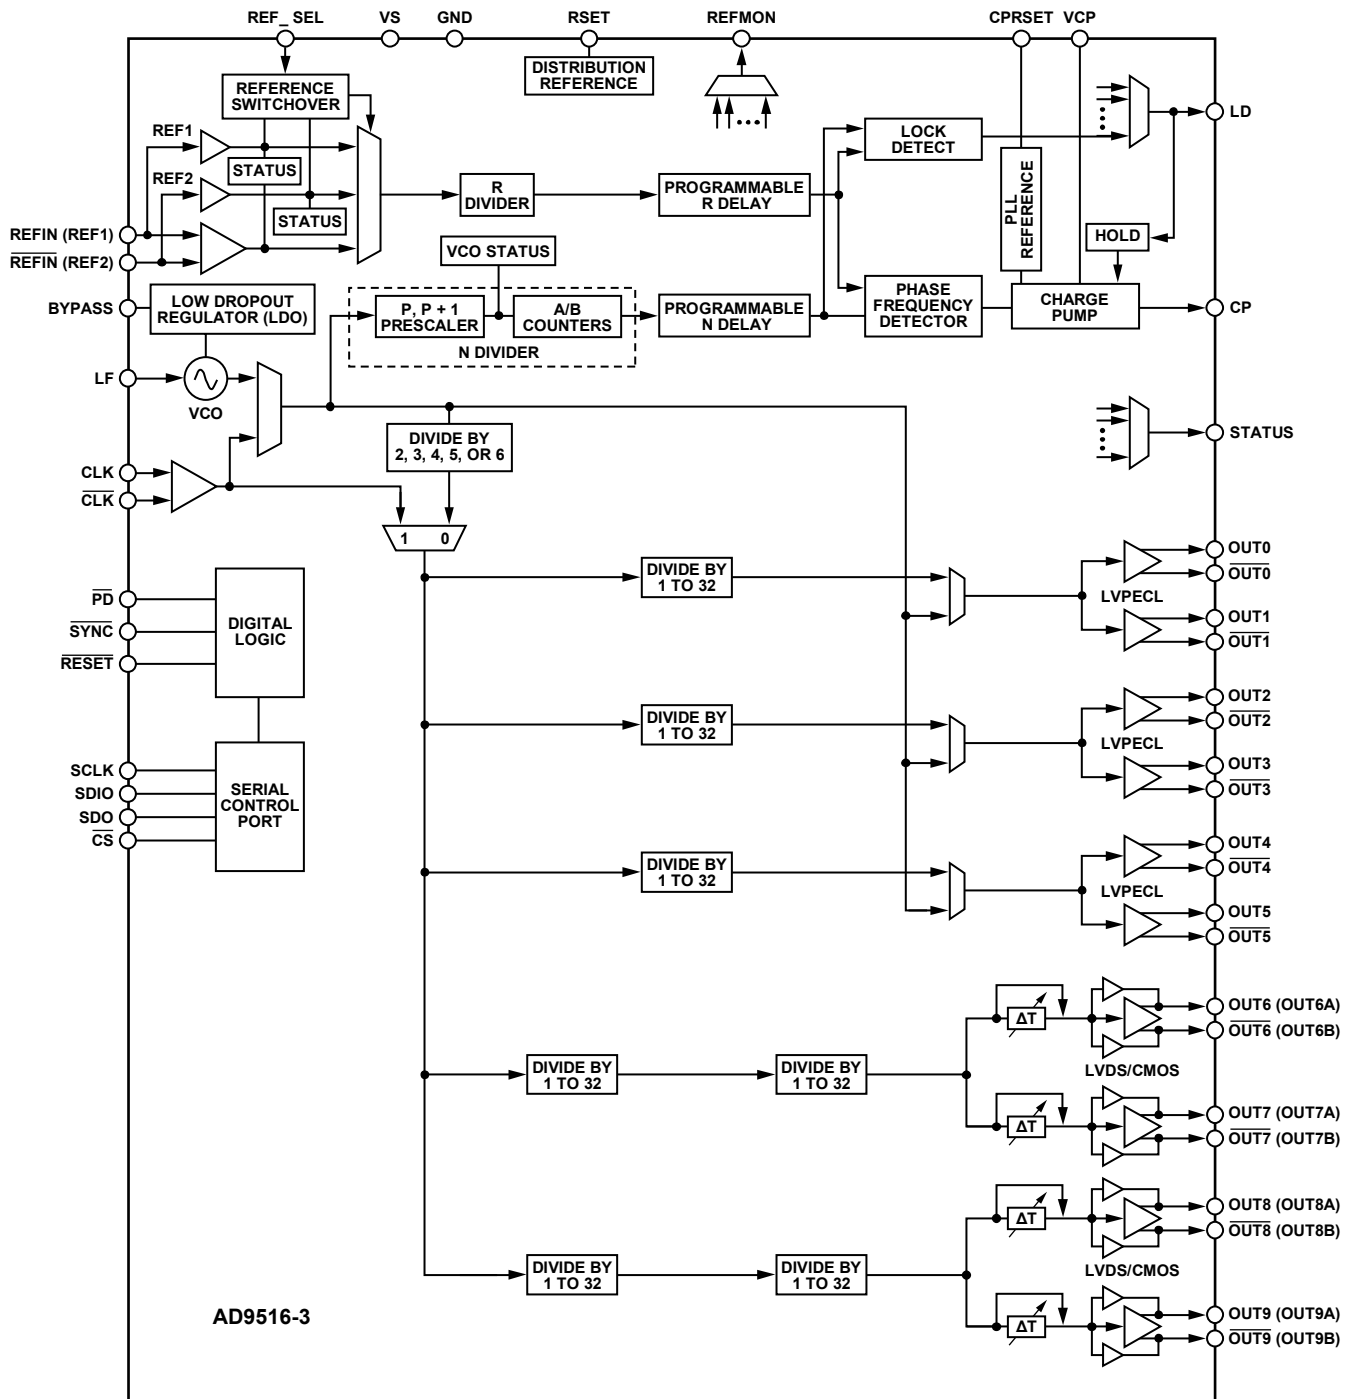 REF_ SEL VS GND RSET REFMON CPRSET VCP
DISTRIBUTION
REFERENCE
REFERENCE
SWITCHOVER
LD
REF1
LOCK
DETECT
STATUS
REF2
R
DIVIDER
PROGRAMMABLE
R DELAY
PLL
REFERENCE
STATUS
REFIN (REF1)
REFIN (REF2)
HOLD
VCO STATUS
BYPASS
LOW DROPOUT
REGULATOR (LDO)
P, P + 1
PRESCALER
A/B
COUNTERS
N DIVIDER
PROGRAMMABLE
N DELAY
PHASE
FREQUENCY
DETECTOR
CHARGE
PUMP
CP
LF
VCO
DIVIDE BY
2, 3, 4, 5, OR 6
STATUS
CLK
CLK
1 0
PD
SYNC
RESET
DIGITAL
LOGIC
DIVIDE BY
1 TO 32
LVPECL
OUT0
OUT0
OUT1
OUT1
DIVIDE BY
1 TO 32
LVPECL
OUT2
OUT2
OUT3
OUT3
SCLK
SDIO
SDO
CS
SERIAL
CONTROL
PORT
DIVIDE BY
1 TO 32
LVPECL
OUT4
OUT4
OUT5
OUT5
DIVIDE BY
1 TO 32
DIVIDE BY
1 TO 32
ΔT
ΔT
LVDS/CMOS
OUT6 (OUT6A)
OUT6 (OUT6B)
OUT7 (OUT7A)
OUT7 (OUT7B)
DIVIDE BY
1 TO 32
DIVIDE BY
1 TO 32
ΔT
ΔT
LVDS/CMOS
OUT8 (OUT8A)
OUT8 (OUT8B)
OUT9 (OUT9A)
OUT9 (OUT9B)
AD9516-3